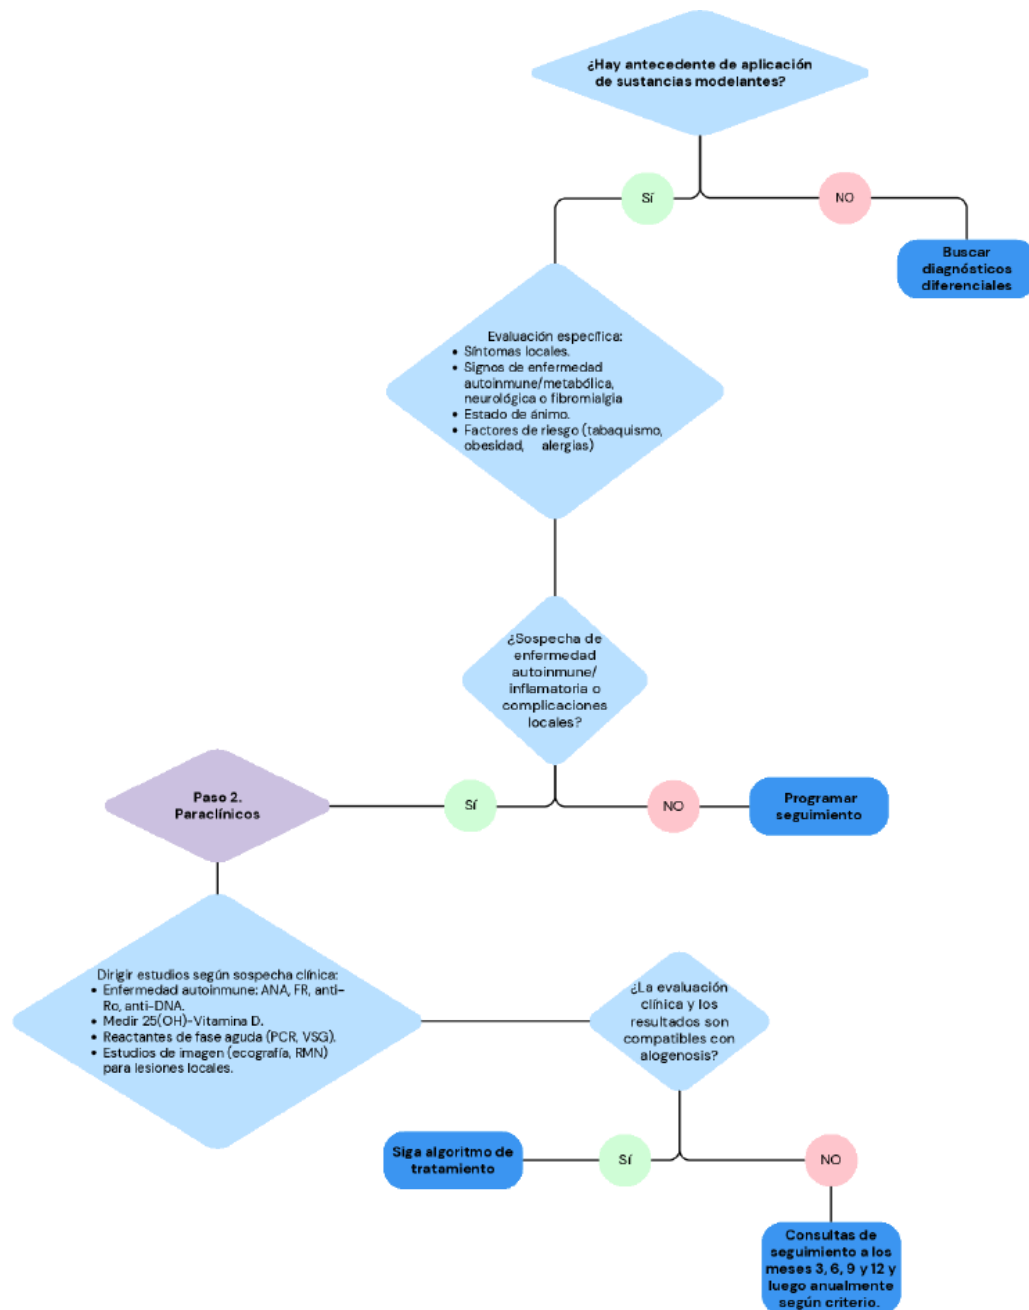 ¿Hay antecedente de aplicación
de sustancias modelantes?
Sí
NO
Buscar
diagnósticos
diferenciales
Evaluación específica:
• Síntomas locales.
• Signos de enfermedad
autoinmune/metabólica,
neurológica o fibromialgia
• Estado de ánimo.
• Factores de riesgo (tabaquismo,
obesidad, alergias)
¿Sospecha de
enfermedad
autoinmune/
inflamatoria o
complicaciones
locales?
Sí
NO
Programar
seguimiento
Paso 2.
Paraclínicos
Dirigir estudios según sospecha clínica:
• Enfermedad autoinmune: ANA, FR, anti-
Ro, anti-DNA.
• Medir 25(OH)-Vitamina D.
• Reactantes de fase aguda (PCR, VSG).
• Estudios de imagen (ecografía, RMN)
para lesiones locales.
¿La evaluación
clínica y los
resultados son
compatibles con
alogenosis?
Siga algoritmo de
tratamiento
Sí
NO
Consultas de
seguimiento a los
meses 3, 6, 9 y 12 y
luego anualmente
según criterio.